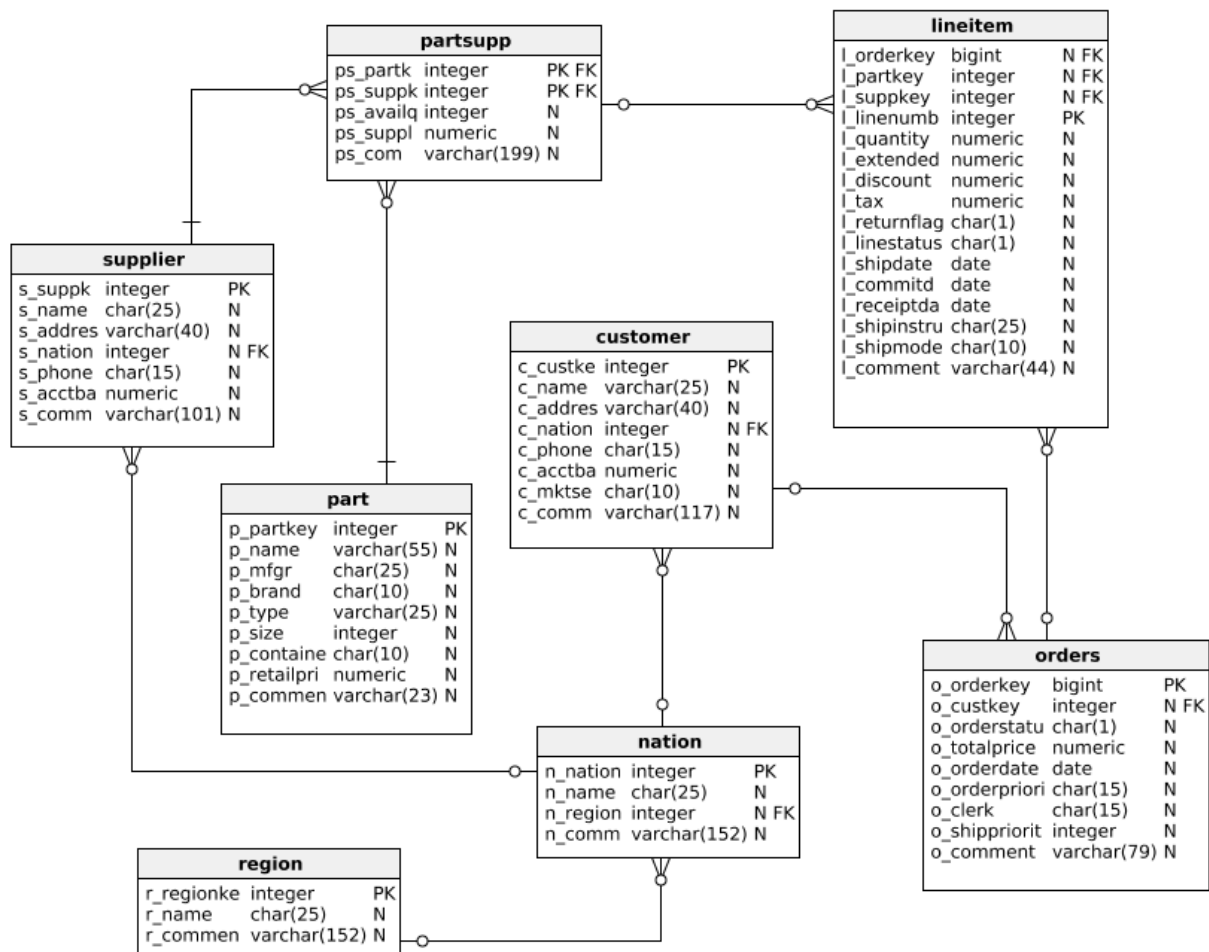 partsupp
ps_partk integer PK FK
ps_suppk integer PK FK
ps_availq integer N
ps_suppl numeric N
ps_com varchar(199) N
lineitem
l_orderkey bigint N FK
l_partkey integer N FK
l_suppkey integer N FK
l_linenumb integer PK
l_quantity numeric N
l_extended numeric N
l_discount numeric N
l_tax numeric N
l_returnflag char(1) N
l_linestatus char(1) N
l_shipdate date N
l_commitd date N
l_receiptda date N
l_shipinstru char(25) N
l_shipmode char(10) N
l_comment varchar(44) N
supplier
s_suppk integer PK
s_name char(25) N
s_addres varchar(40) N
s_nation integer N FK
s_phone char(15) N
s_acctba numeric N
s_comm varchar(101) N
customer
c_custke integer PK
c_name varchar(25) N
c_addres varchar(40) N
c_nation integer N FK
c_phone char(15) N
c_acctba numeric N
c_mktse char(10) N
c_comm varchar(117) N
part
p_partkey integer PK
p_name varchar(55) N
p_mfgr char(25) N
p_brand char(10) N
p_type varchar(25) N
p_size integer N
p_containe char(10) N
p_retailpri numeric N
p_commen varchar(23) N
orders
o_orderkey bigint PK
o_custkey integer N FK
o_orderstatu char(1) N
o_totalprice numeric N
o_orderdate date N
o_orderpriori char(15) N
o_clerk char(15) N
o_shippriorit integer N
o_comment varchar(79) N
nation
n_nation integer PK
n_name char(25) N
n_region integer N FK
n_comm varchar(152) N
region
r_regionke integer PK
r_name char(25) N
r_commen varchar(152) N